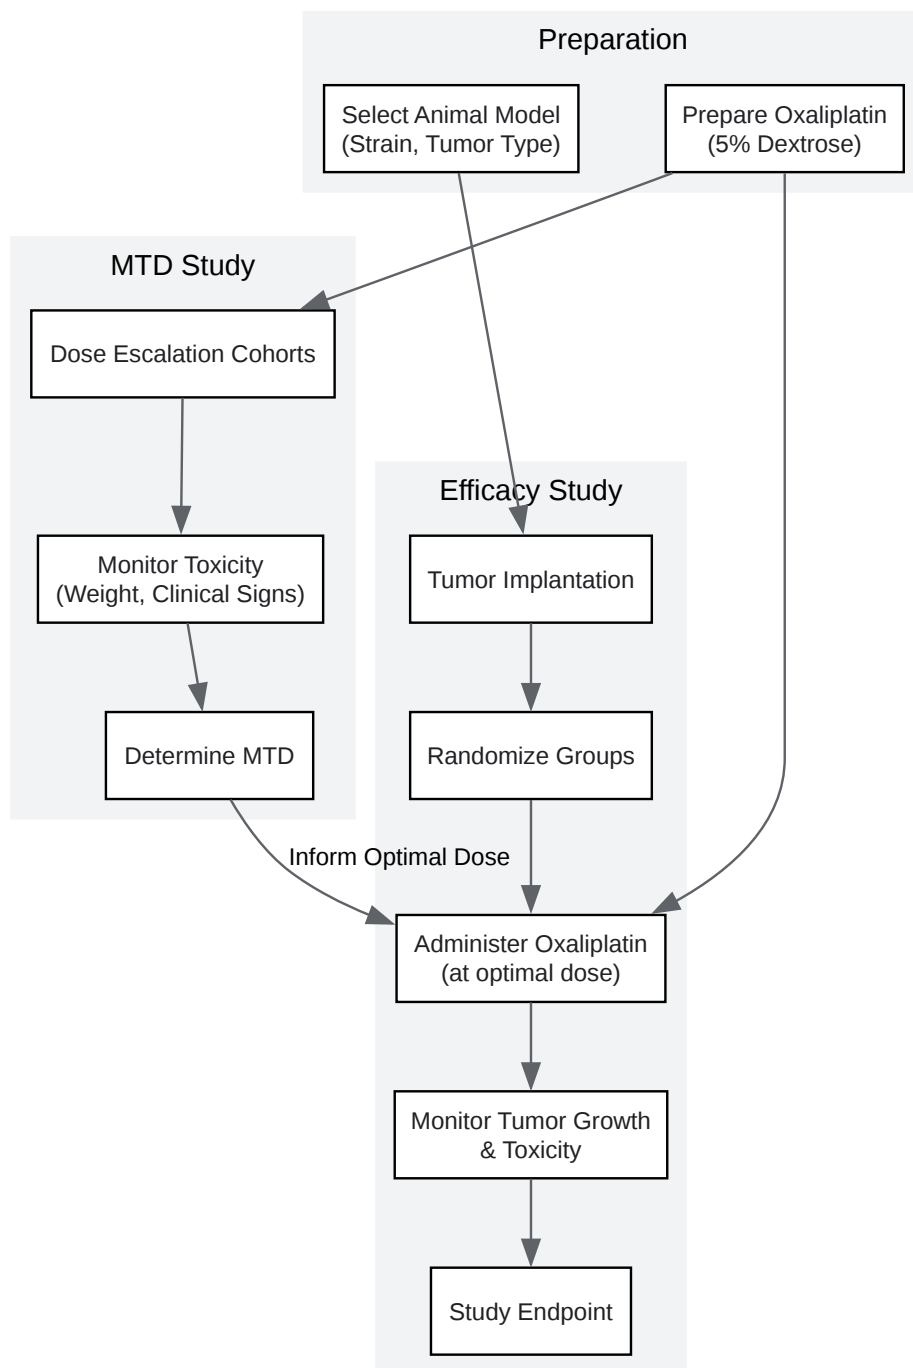 Preparation
Select Animal Model
(Strain, Tumor Type)
Prepare Oxaliplatin
(5% Dextrose)
MTD Study
Dose Escalation Cohorts
Monitor Toxicity
(Weight, Clinical Signs)
Determine MTD
Inform Optimal Dose
Efficacy Study
Tumor Implantation
Randomize Groups
Administer Oxaliplatin
(at optimal dose)
Monitor Tumor Growth
& Toxicity
Study Endpoint